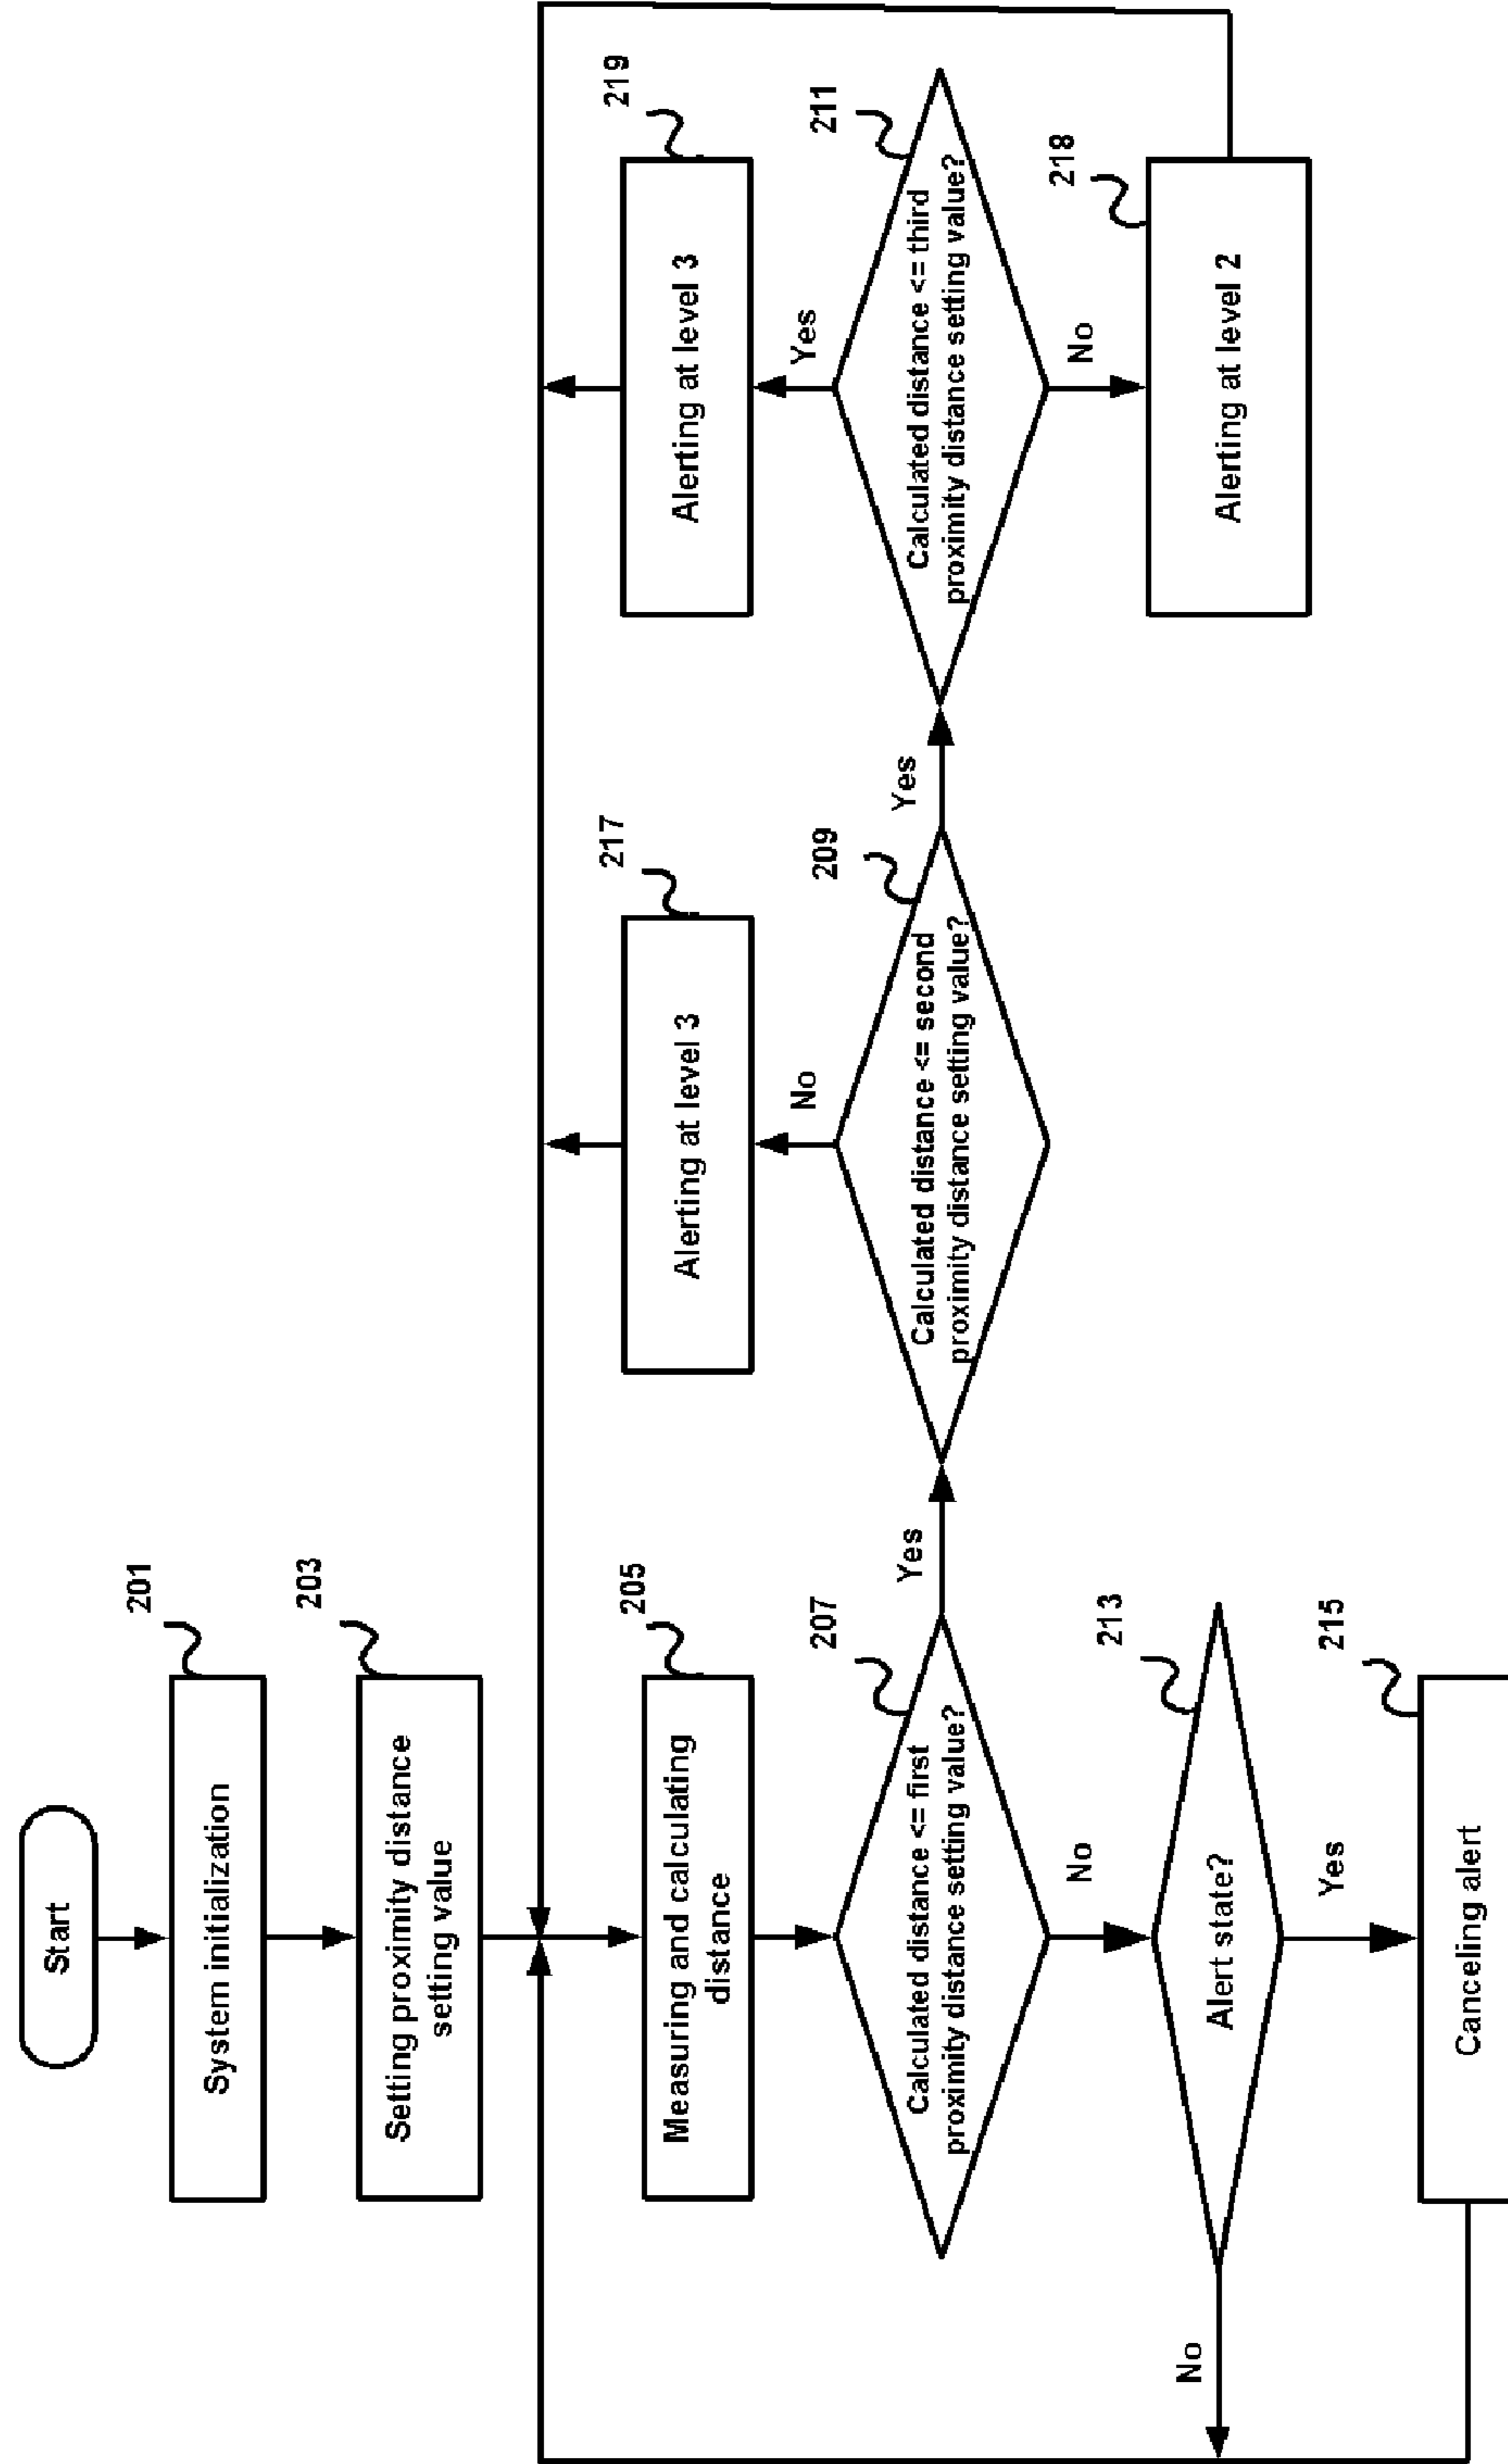 Start
201
System initialization
203
Setting proximity distance
setting value
205
Measuring and calculating
distance
207
Calculated distance <= first
proximity distance setting value?
Yes
No
213
Alert state?
No
Yes
215
Canceling alert
217
Alerting at level 3
No
209
Calculated distance <= second
proximity distance setting value?
Yes
219
Alerting at level 3
Yes
211
Calculated distance <= third
proximity distance setting value?
No
218
Alerting at level 2